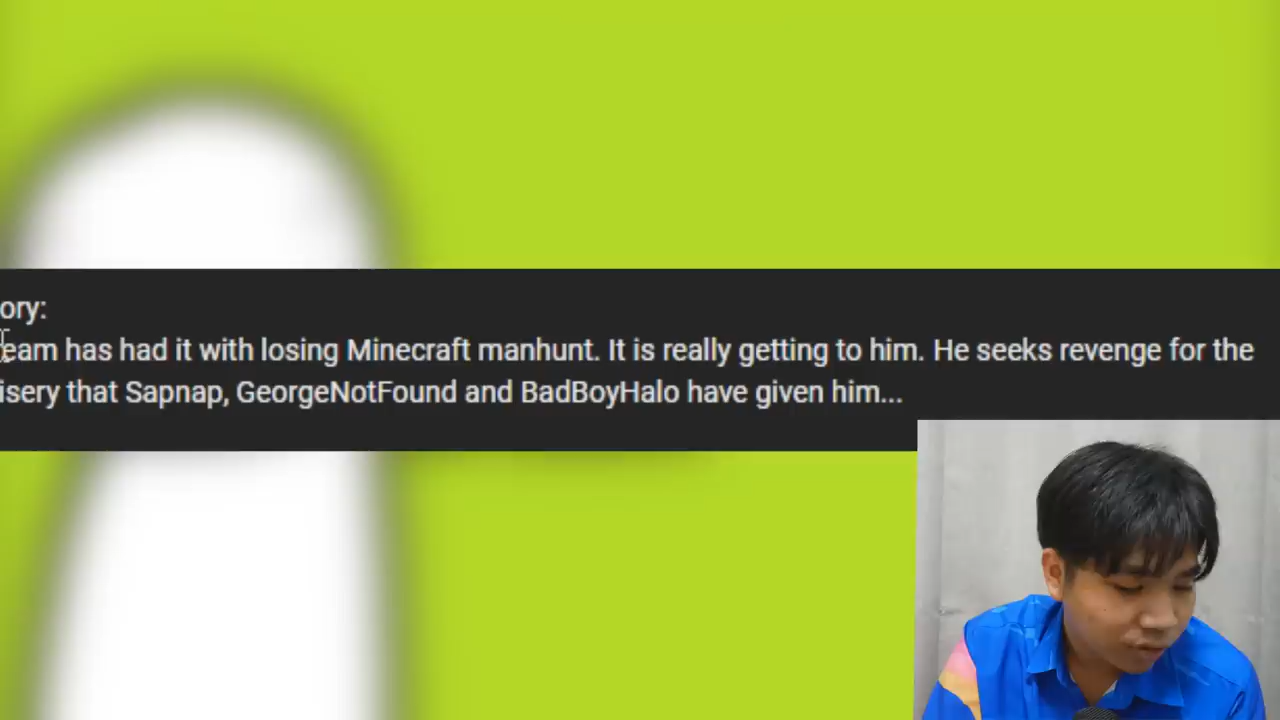 ory:
eam has had it with losing Minecraft manhunt. It is really getting to him. He seeks revenge for the
isery that Sapnap, GeorgeNotFound and BadBoyHalo have given him...